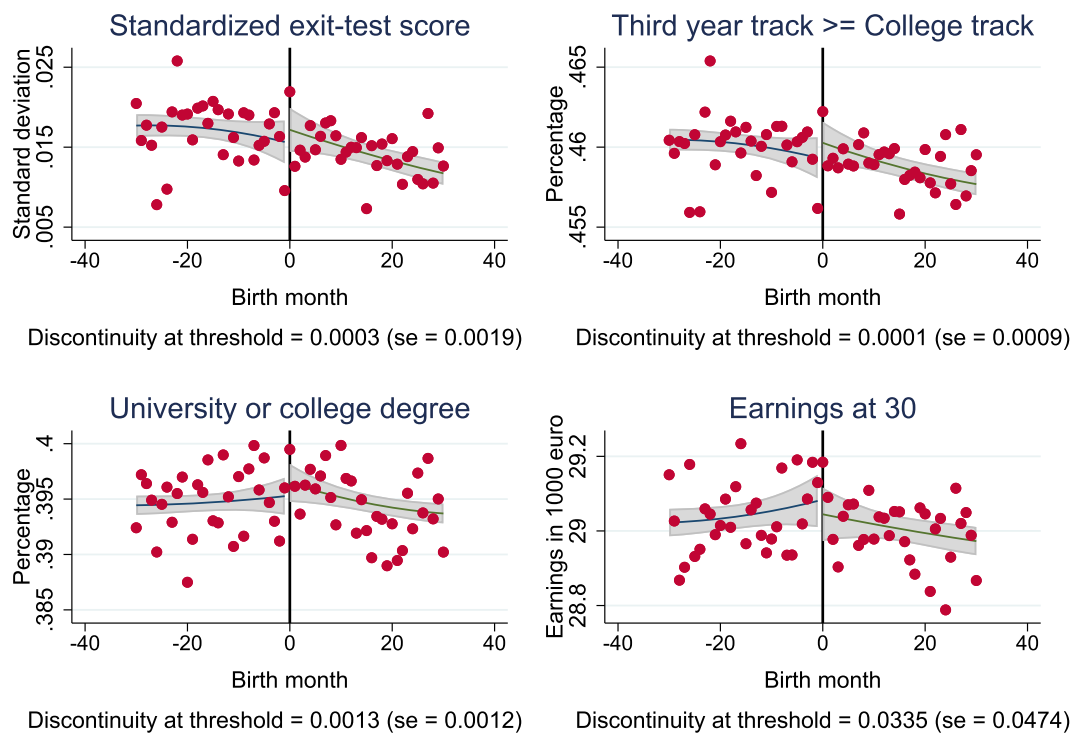 Standardized exit-test score
Standard deviation
.025
.015
.005
-40 -20 0 20 40
Birth month
Discontinuity at threshold = 0.0003 (se = 0.0019)
Third year track >= College track
Percentage
.465
.46
.455
-40 -20 0 20 40
Birth month
Discontinuity at threshold = 0.0001 (se = 0.0009)
University or college degree
Percentage
.4
.395
.39
.385
-40 -20 0 20 40
Birth month
Discontinuity at threshold = 0.0013 (se = 0.0012)
Earnings at 30
Earnings in 1000 euro
29.2
29
28.8
-40 -20 0 20 40
Birth month
Discontinuity at threshold = 0.0335 (se = 0.0474)